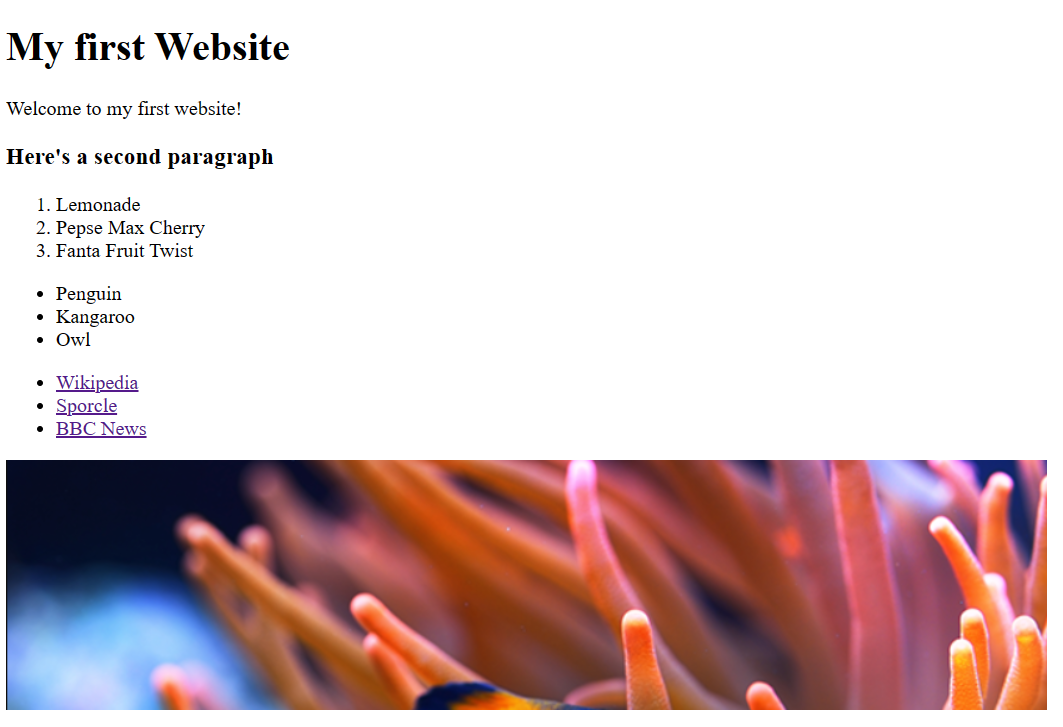 My first Website
Welcome to my first website!
Here's a second paragraph
1. Lemonade
2. Pepse Max Cherry
3. Fanta Fruit Twist
• Penguin
• Kangaroo
• Owl
• Wikipedia
• Sporcle
• BBC News